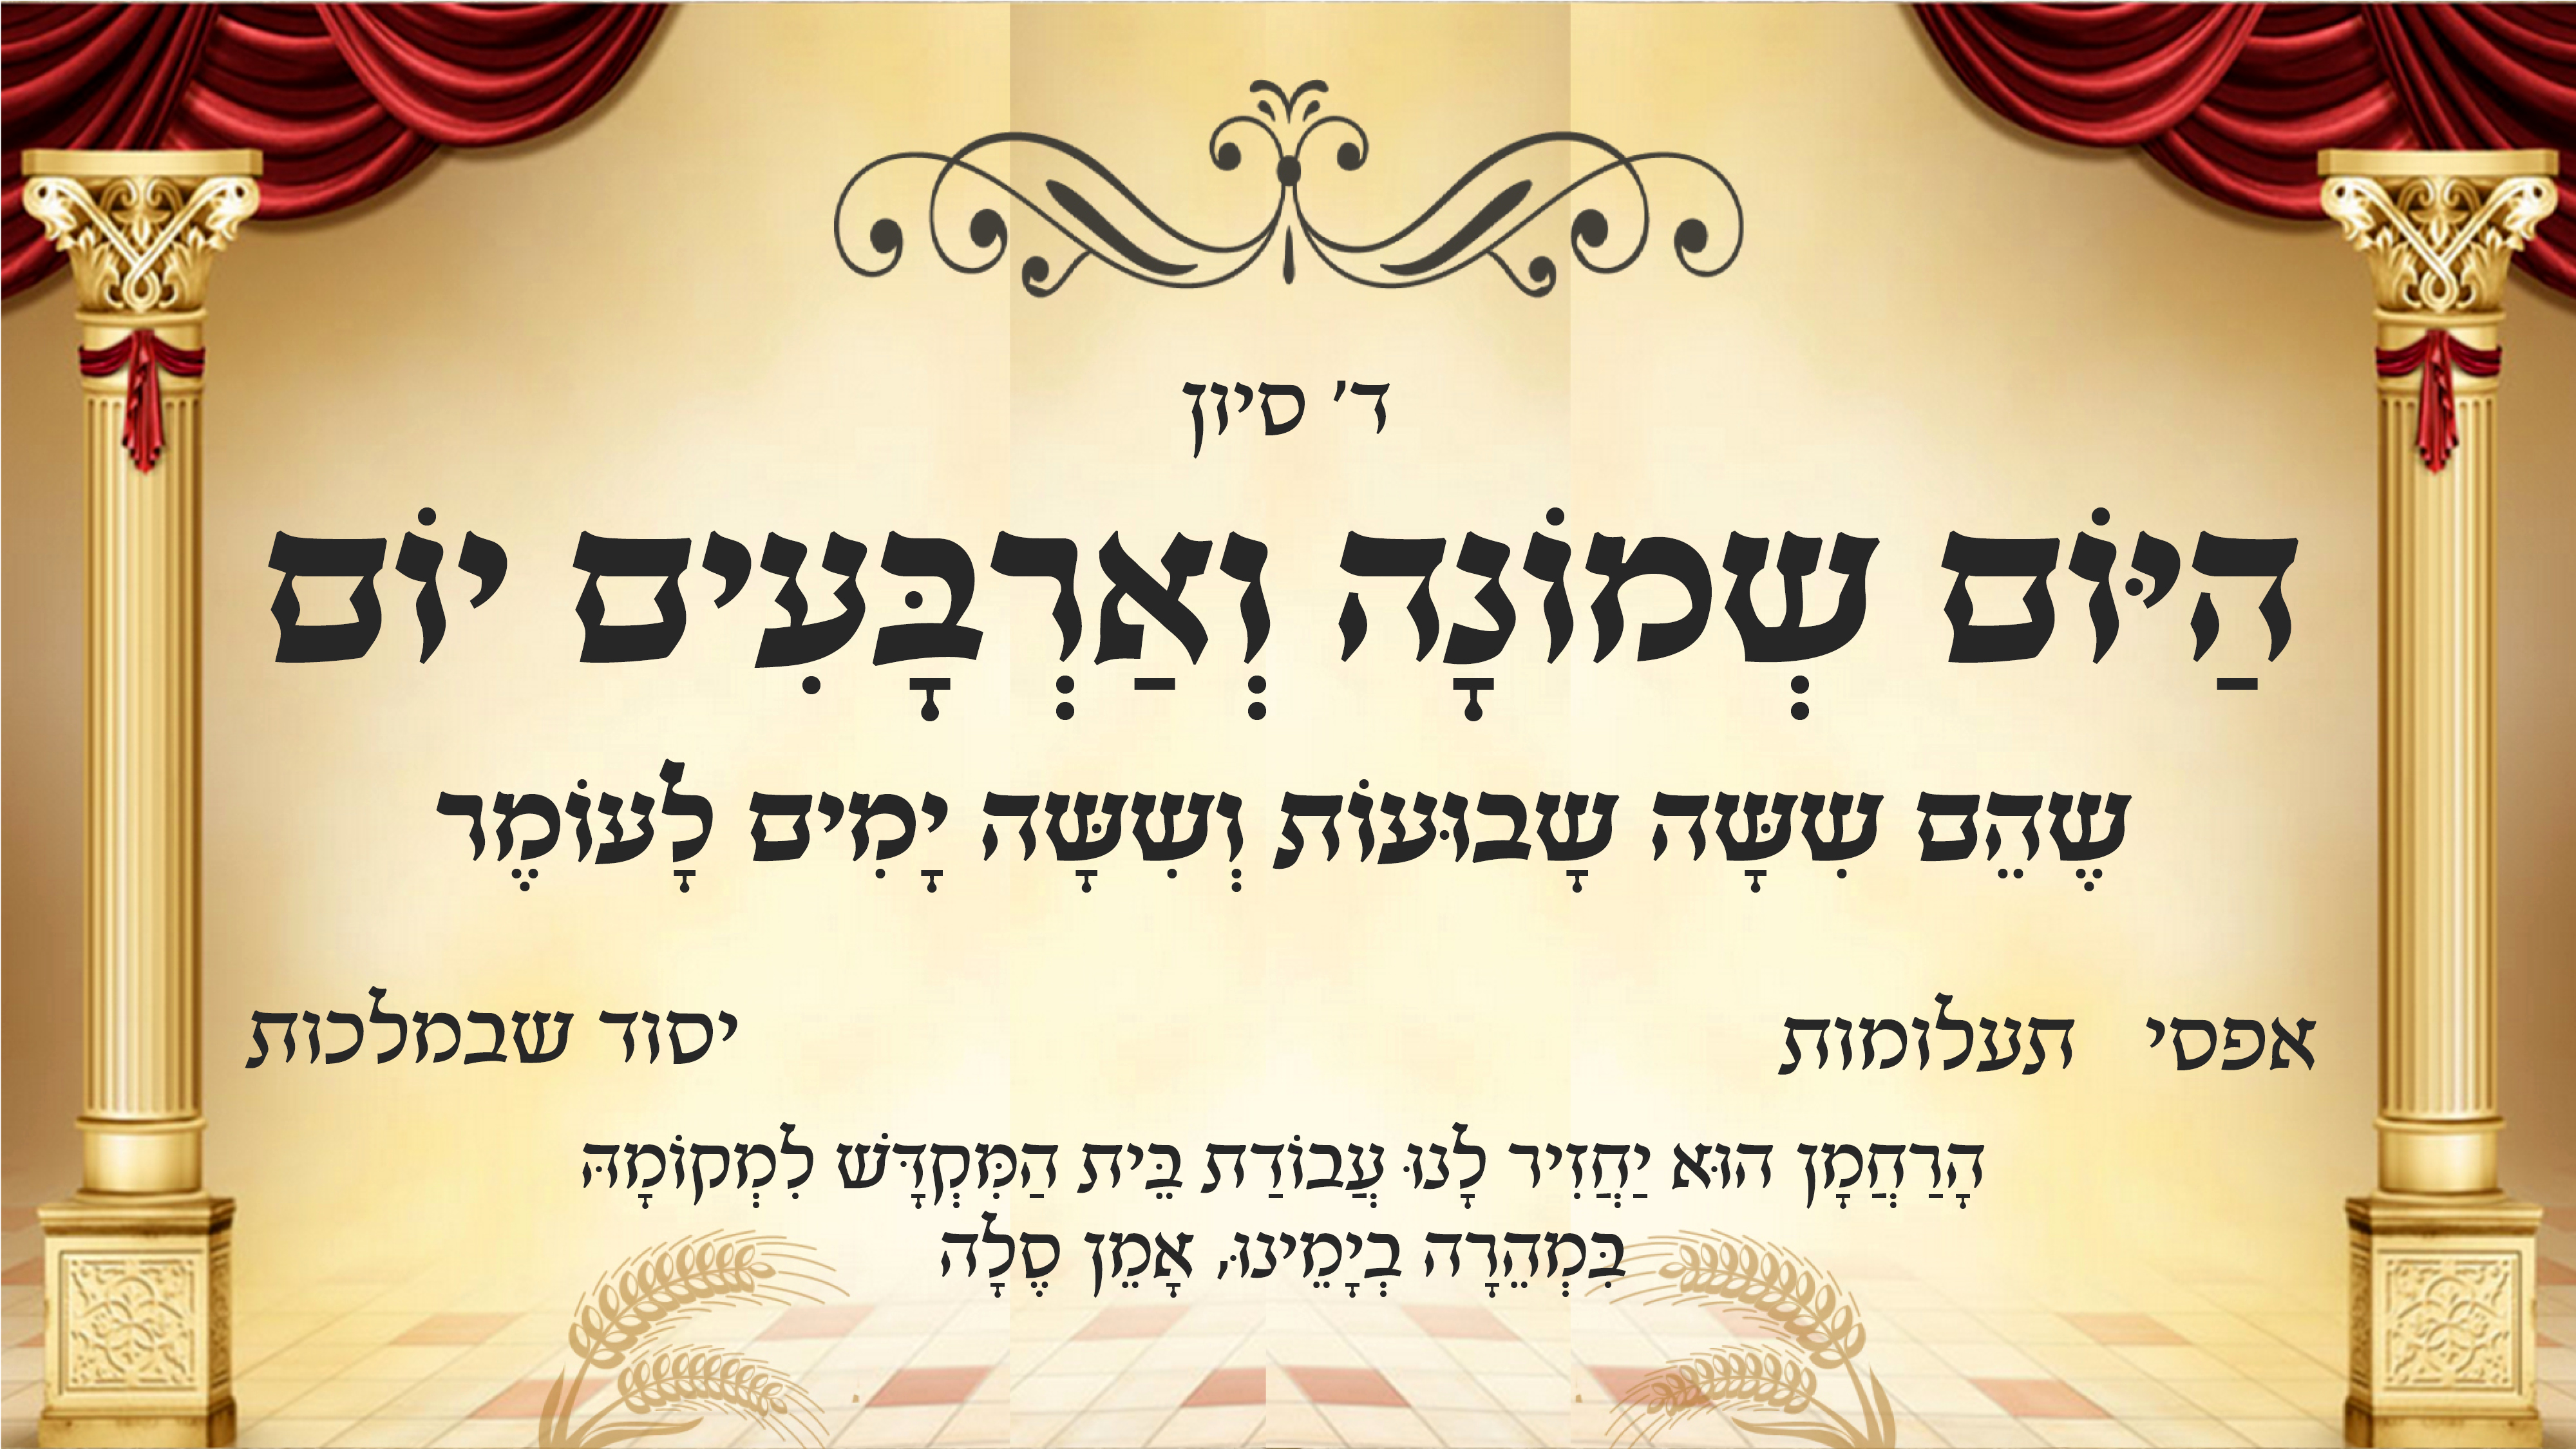 ד' סיון
הַיּוֹם שְׁמוֹנָה וְאַרְבָּעִים יוֹם
שֶׁהֵם שִׁשָּׁה שָׁבוּעוֹת וְשִׁשָּׁה יָמִים לָעוֹמֶר
אפסי תעלומות יסוד שבמלכות
הָרַחֲמָן הוּא יַחֲזִיר לָנוּ עֲבוֹדַת בֵּית הַמִּקְדָּשׁ לִמְקוֹמָהּ
בִּמְהֵרָה בְיָמֵינוּ, אָמֵן סֶלָה